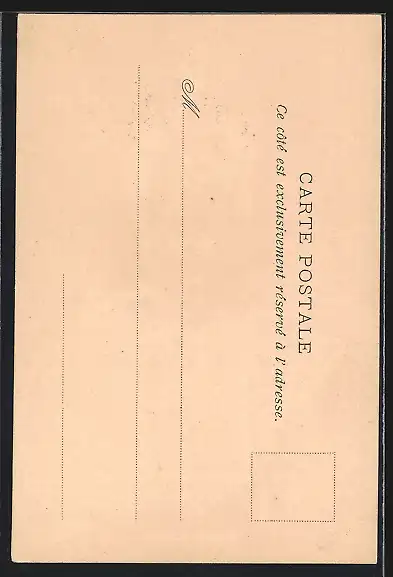 CARTE POSTALE
Ce côté est exclusivement réservé à l'adresse.
M